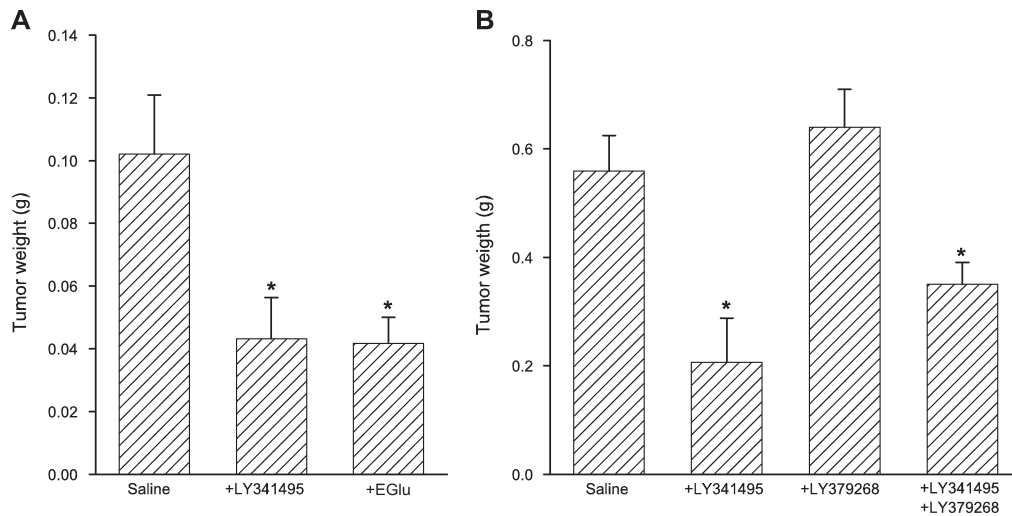 A
B
0.14
0.12
0.10
0.08
0.06
0.04
0.02
0.00
Tumor weight (g)
*
*
Saline
+LY341495
+EGlu
0.8
0.6
0.4
0.2
0.0
Tumor weigth (g)
*
*
Saline
+LY341495
+LY379268
+LY341495
+LY379268